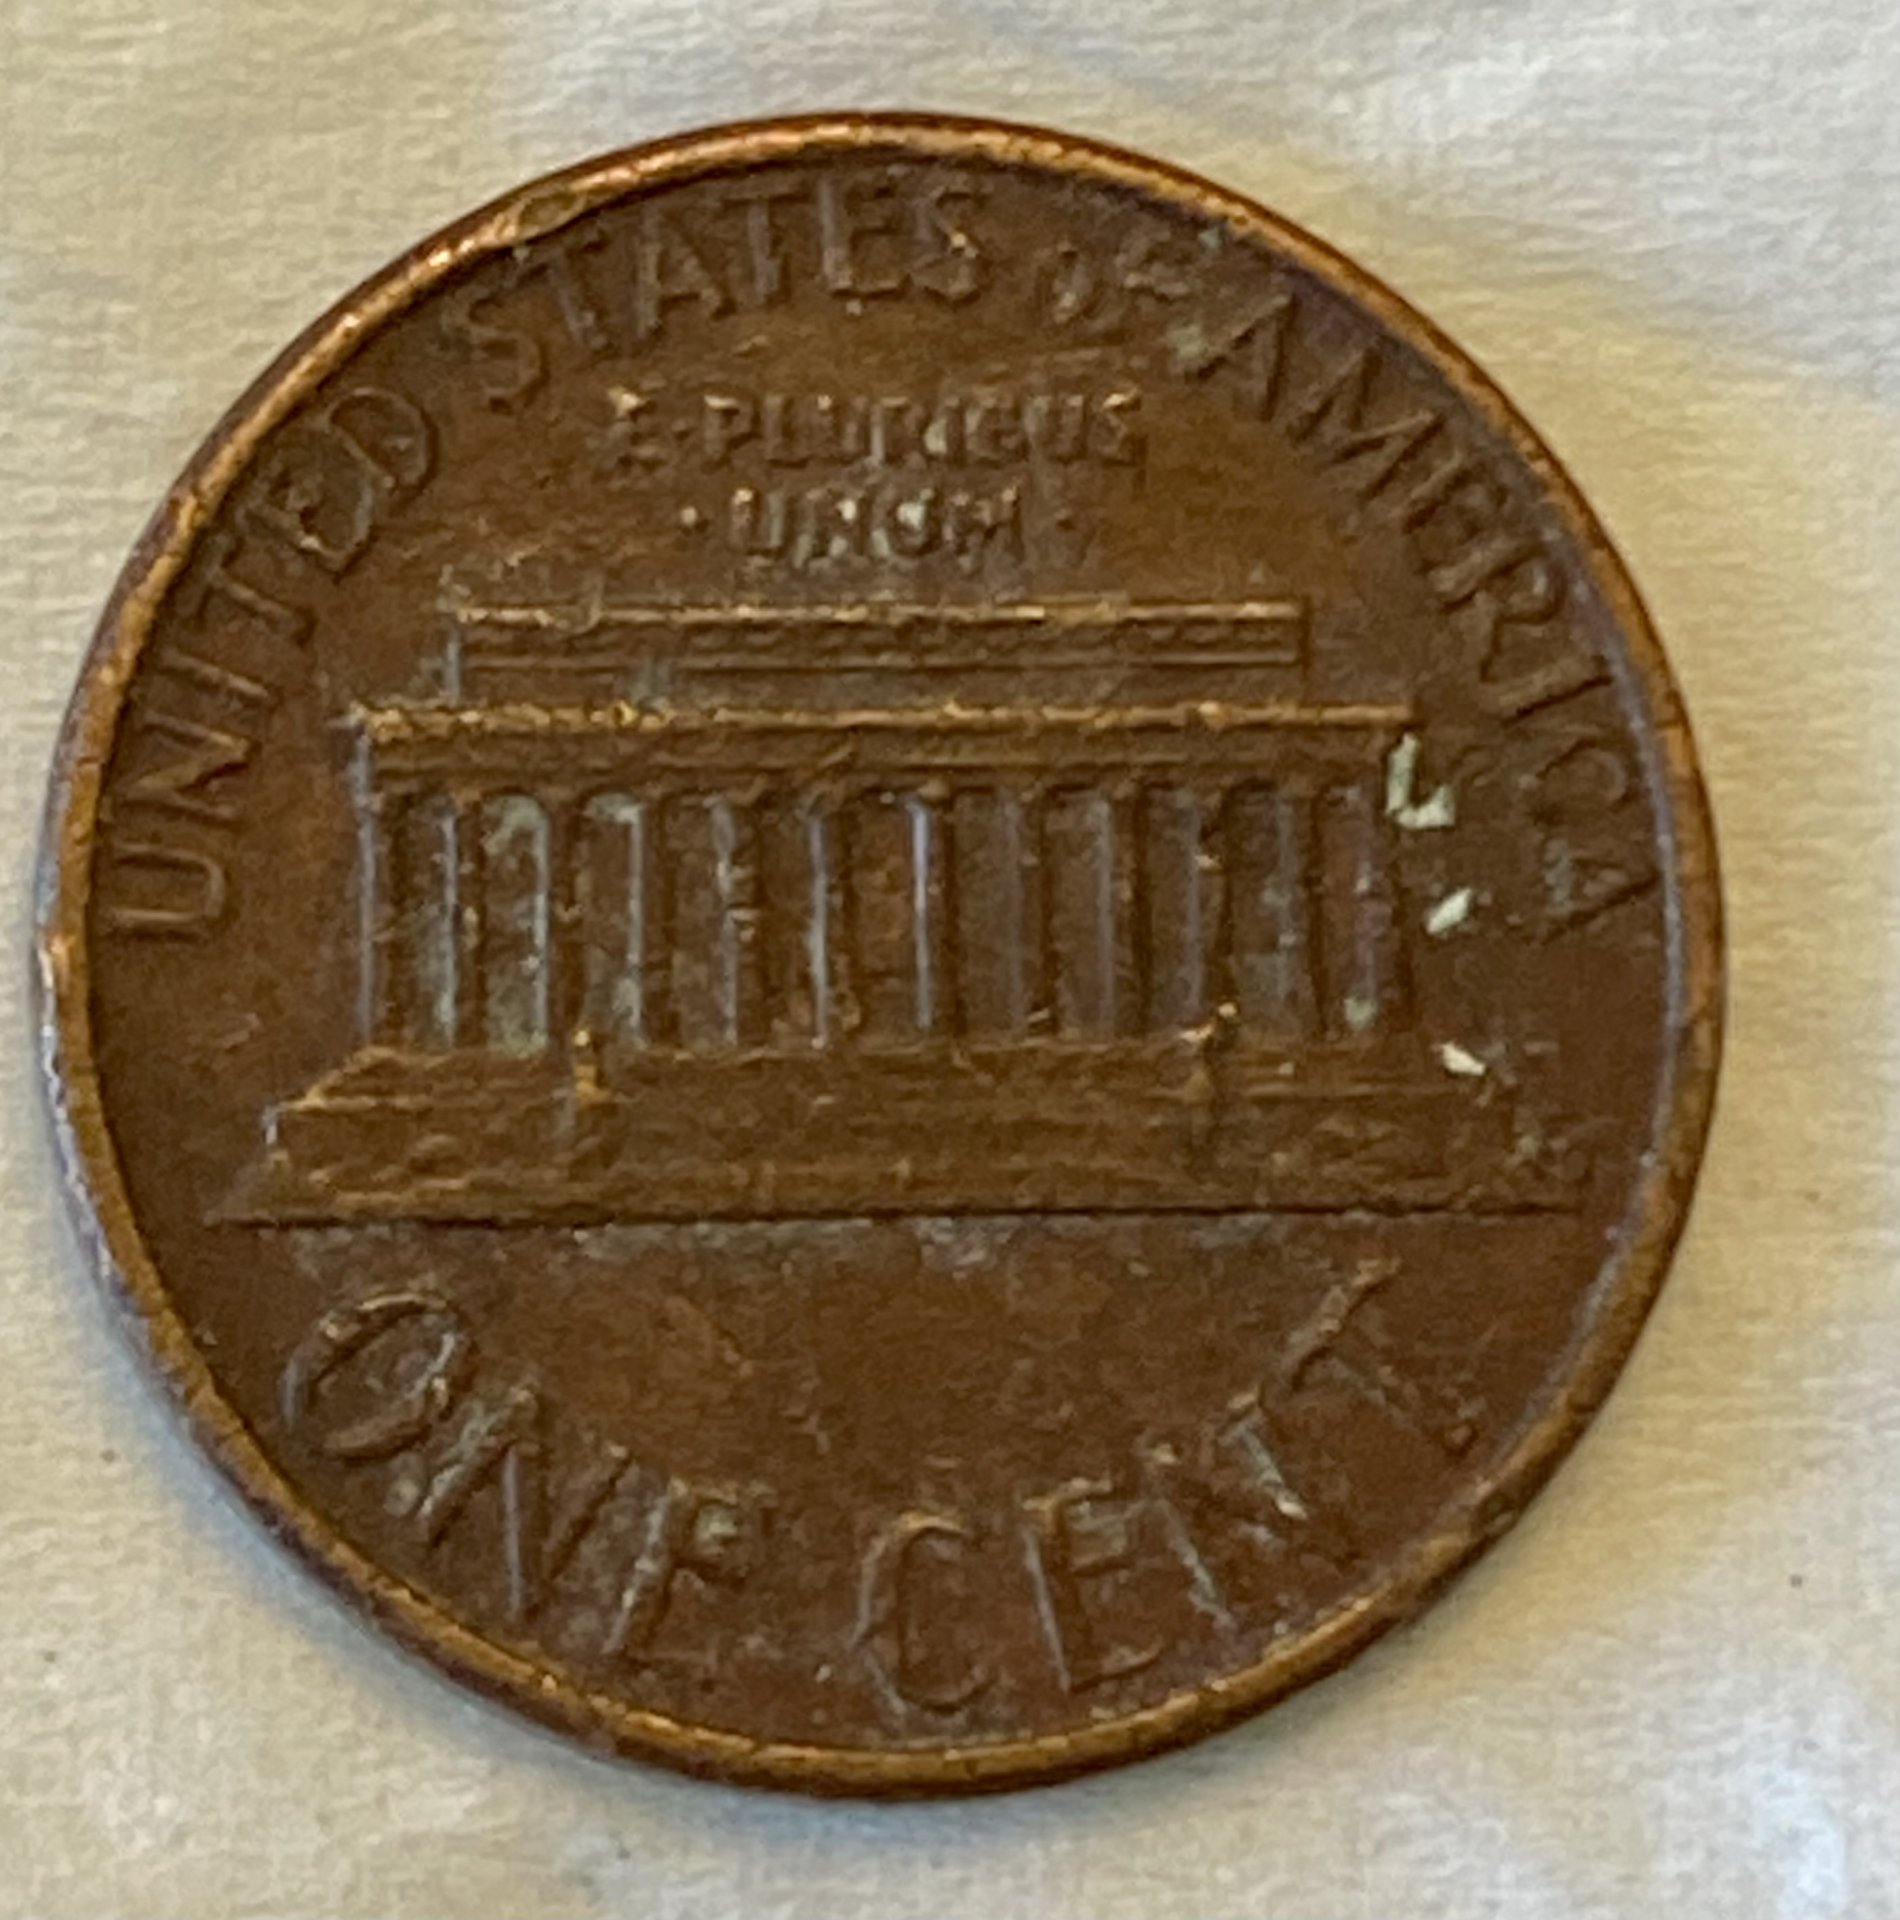 UNITED STATES OF AMERICA
E·PLURIBUS
·UNUM·
ONE CENT